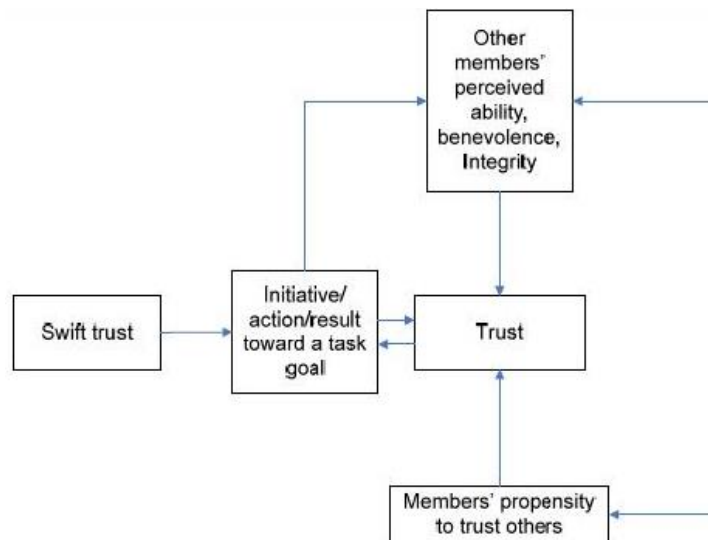 Other
members'
perceived
ability,
benevolence,
Integrity
Swift trust
Initiative/
action/result
toward a task
goal
Trust
Members' propensity
to trust others